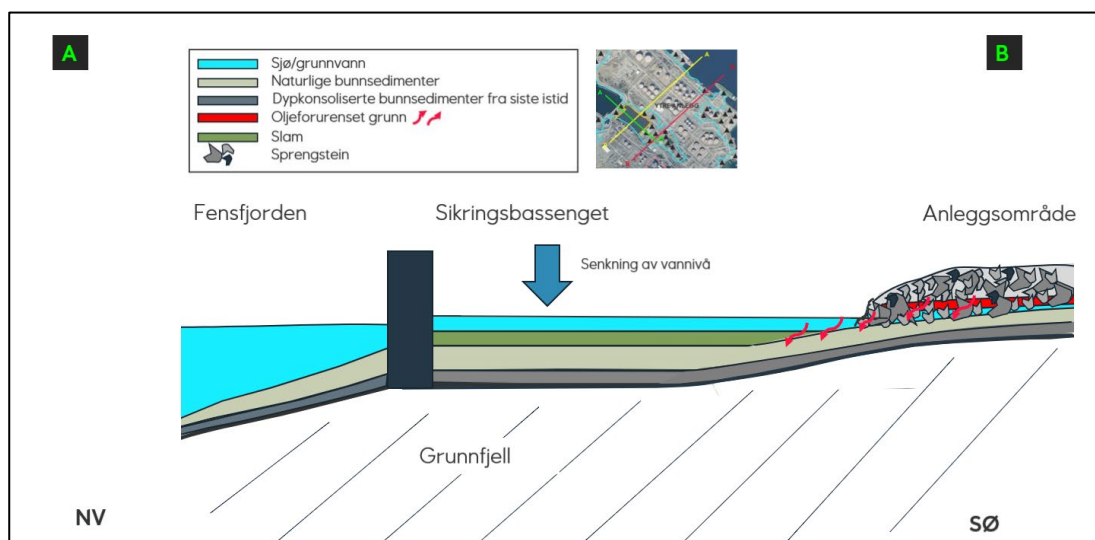 A
B
Sjø/grunnvann
Naturlige bunnsedimenter
Dypkonsoliserte bunnsedimenter fra siste istid
Oljeforurenset grunn
Slam
Sprengstein
Fensfjorden
Sikringsbassenget
Anleggsområde
Senkning av vannivå
Grunnfjell
NV
SØ